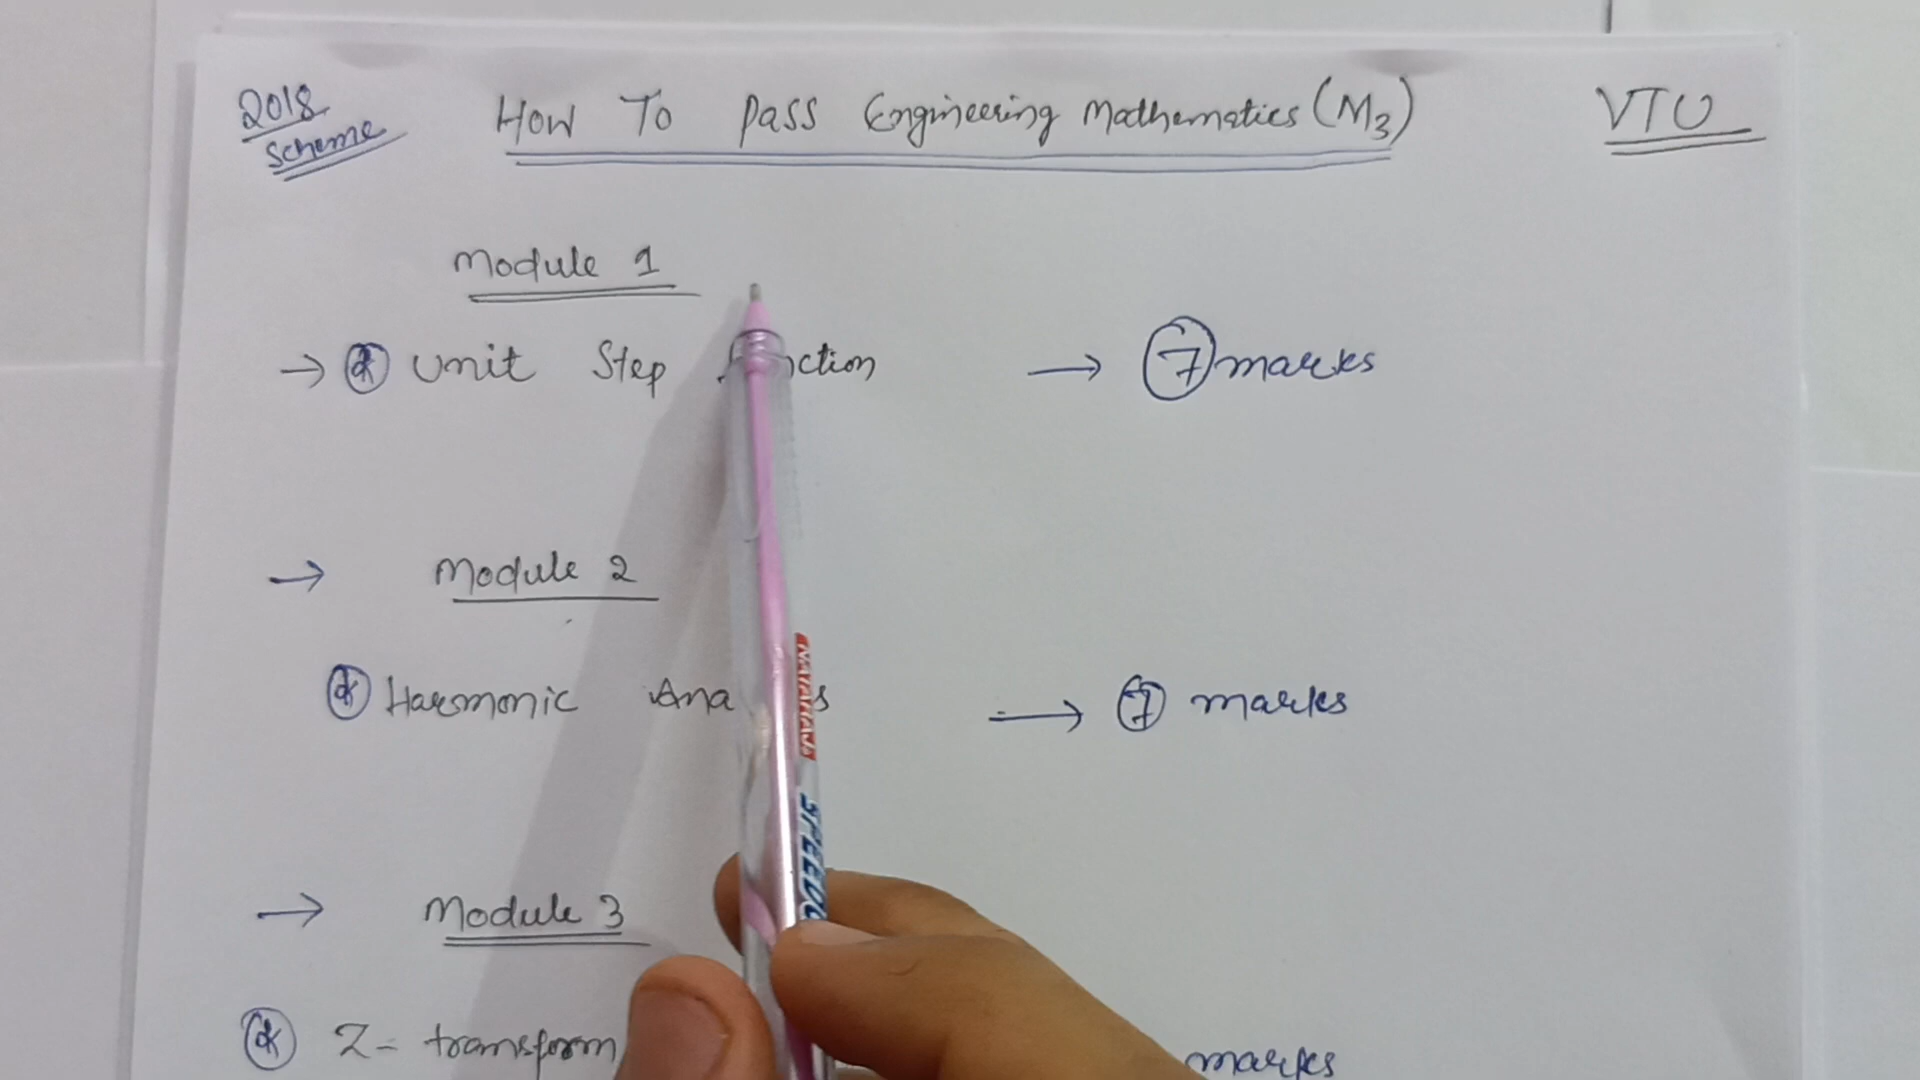 2018 Scheme
How To pass Engineering Mathematics (M3)
VTU
Module 1
→ * Unit Step → 7 marks
→ Module 2
* Harmonic → 7 marks
→ Module 3
* Z- transform marks
NATARAJ